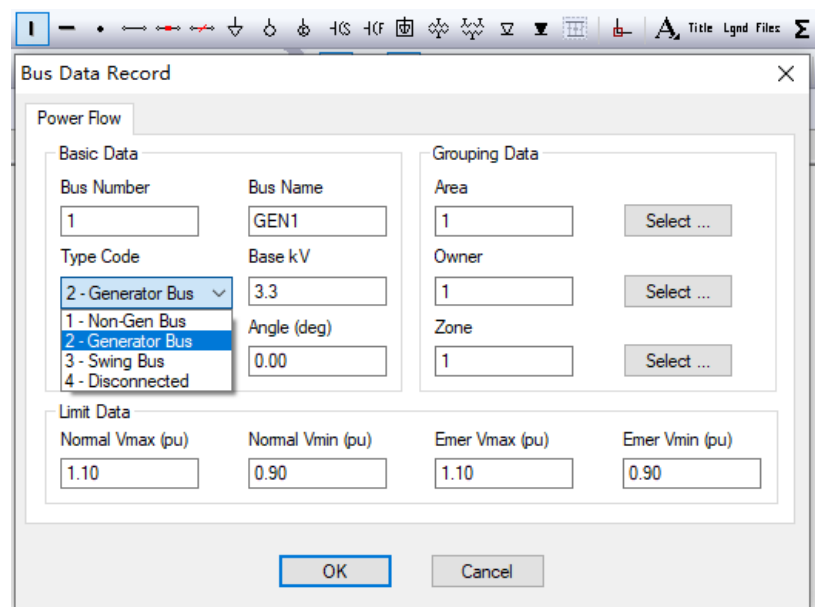 Title Lgnd Files
Bus Data Record
Power Flow
Basic Data
Grouping Data
Bus Number
Bus Name
Area
1
GEN1
1
Select ...
Type Code
Base kV
Owner
2 - Generator Bus
3.3
1
Select ...
1 - Non-Gen Bus
2 - Generator Bus
3 - Swing Bus
4 - Disconnected
Angle (deg)
Zone
0.00
1
Select ...
Limit Data
Normal Vmax (pu)
Normal Vmin (pu)
Emer Vmax (pu)
Emer Vmin (pu)
1.10
0.90
1.10
0.90
OK
Cancel